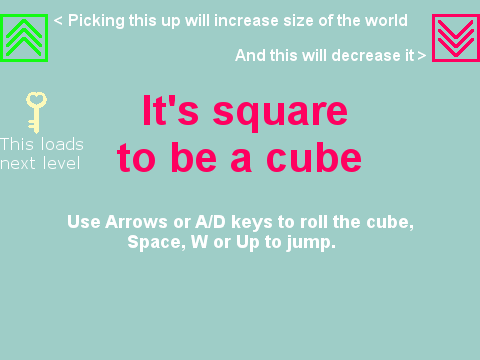 < Picking this up will increase size of the world
And this will decrease it >
It's square
to be a cube
This loads
next level
Use Arrows or A/D keys to roll the cube,
Space, W or Up to jump.